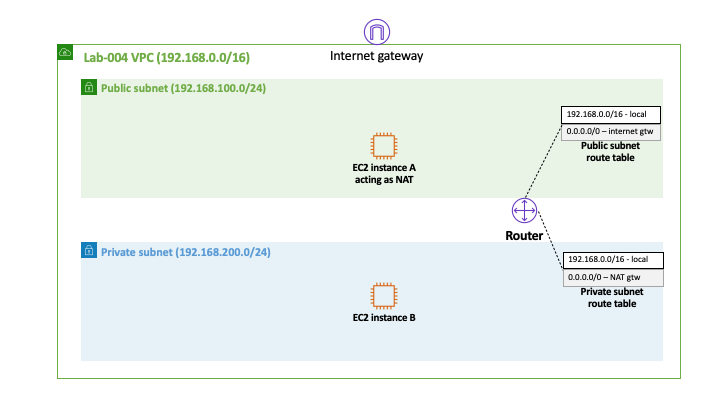 Internet gateway
Lab-004 VPC (192.168.0.0/16)
Public subnet (192.168.100.0/24)
192.168.0.0/16 - local
0.0.0.0/0 – internet gtw
Public subnet
route table
EC2 instance A
acting as NAT
Router
Private subnet (192.168.200.0/24)
192.168.0.0/16 - local
0.0.0.0/0 – NAT gtw
Private subnet
route table
EC2 instance B